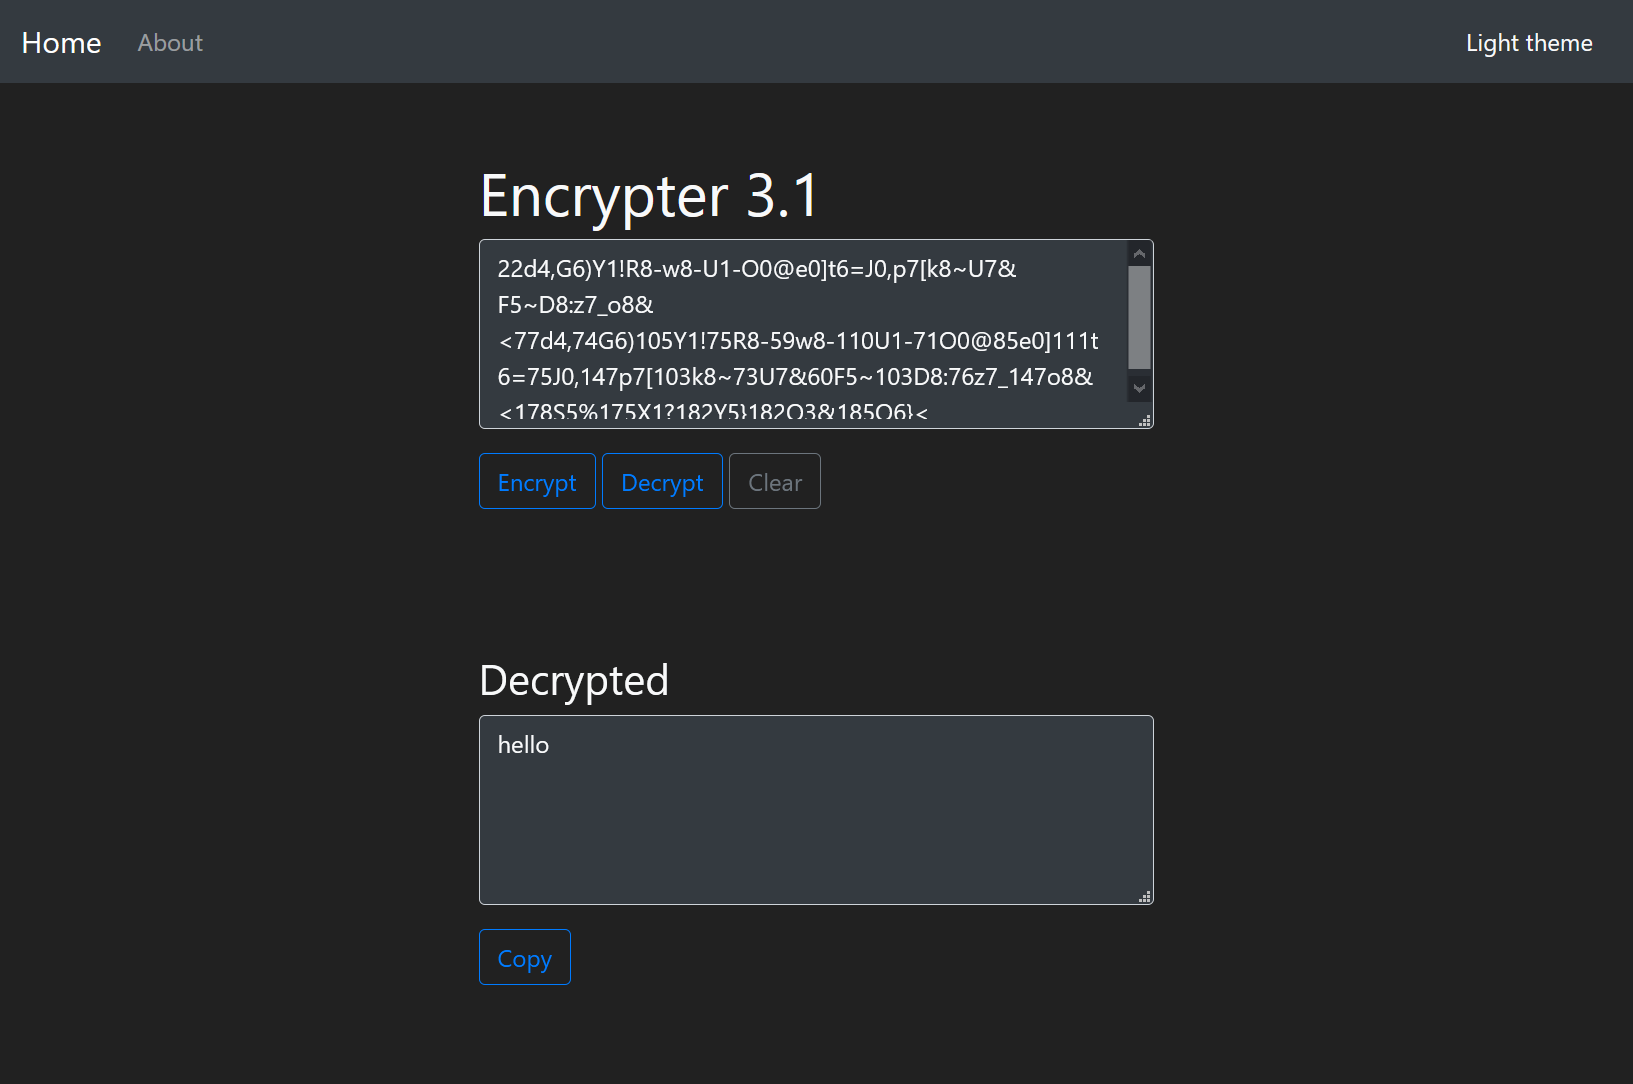 Home About Light theme
Encrypter 3.1
22d4,G6)Y1!R8-w8-U1-O0@e0]t6=J0,p7[k8~U7&
F5~D8:z7_o8&
<77d4,74G6)105Y1!75R8-59w8-110U1-71O0@85e0]111t
6=75J0,147p7[103k8~73U7&60F5~103D8:76z7_147o8&
<178S5%175X1?182Y5}182O3&185O6}<
Encrypt Decrypt Clear
Decrypted
hello
Copy